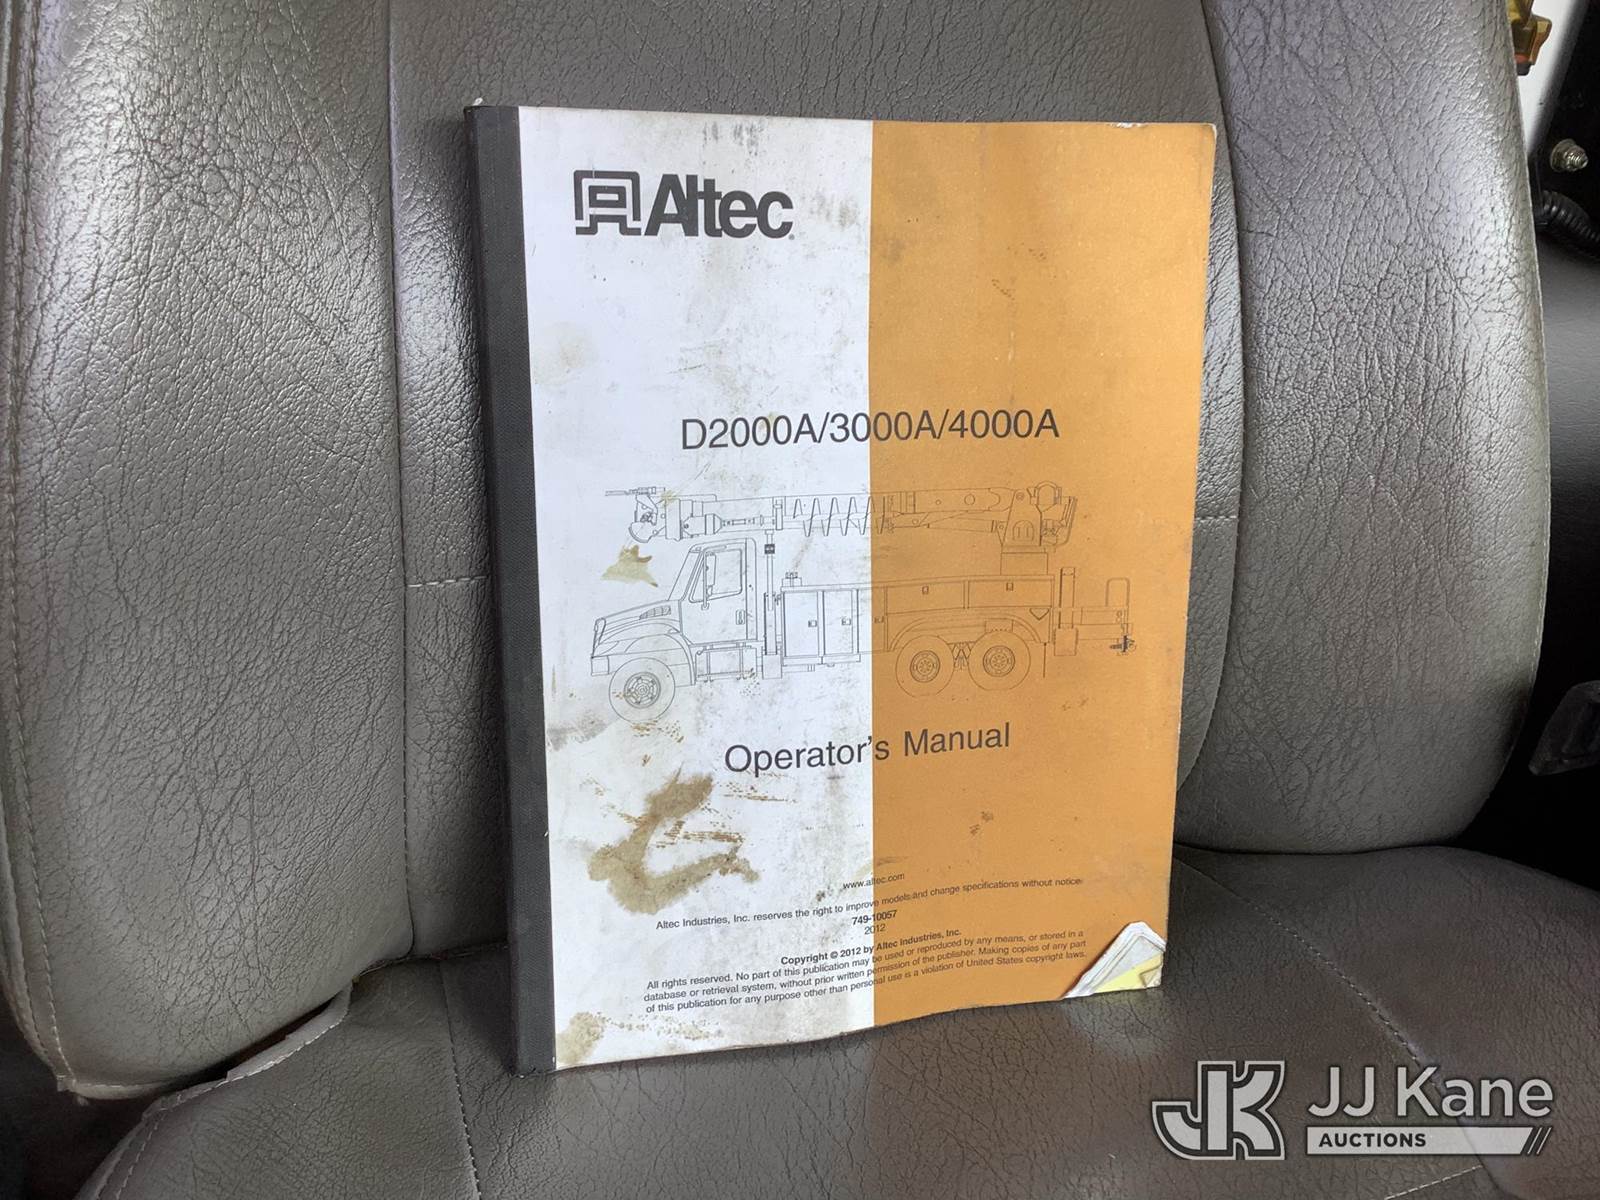 Altec
D2000A/3000A/4000A
Operator's Manual
www.altec.com
Altec Industries, Inc. reserves the right to improve models and change specifications without notice.
749-10057
2012
Copyright © 2012 by Altec Industries, Inc.
All rights reserved. No part of this publication may be used or reproduced by any means, or stored in a
database or retrieval system, without prior written permission of the publisher. Making copies of any part
of this publication for any purpose other than personal use is a violation of United States copyright laws.
JK JJ Kane
AUCTIONS